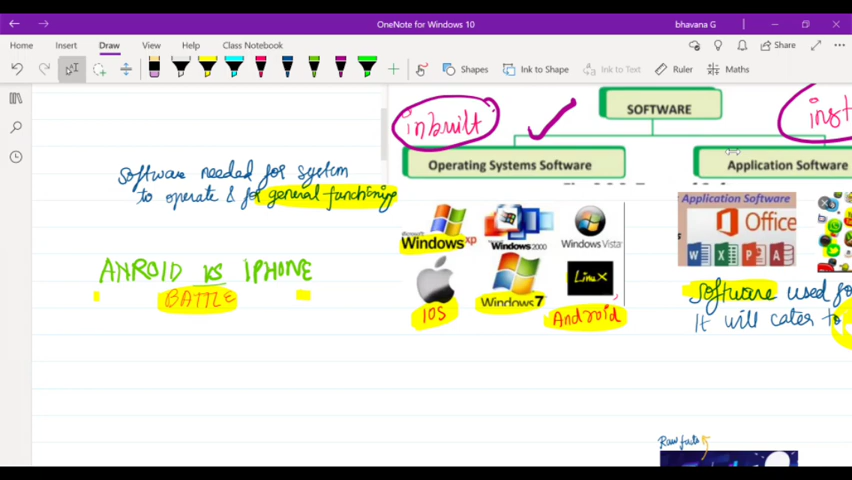 OneNote for Windows 10
bhavana G
Home Insert Draw View Help Class Notebook
Share
Shapes Ink to Shape Ink to Text Ruler Maths
inbuilt
SOFTWARE
inst
Operating Systems Software
Application Software
Software needed for system
to operate & for general functioning
ANROID VS IPHONE
BATTLE
Microsoft
Windows xp
Windows 2000
Windows Vista
IOS
Windows 7
Linux
Android
Application Software
Office
W X P A
Software used fo
It will cater to
Raw facts